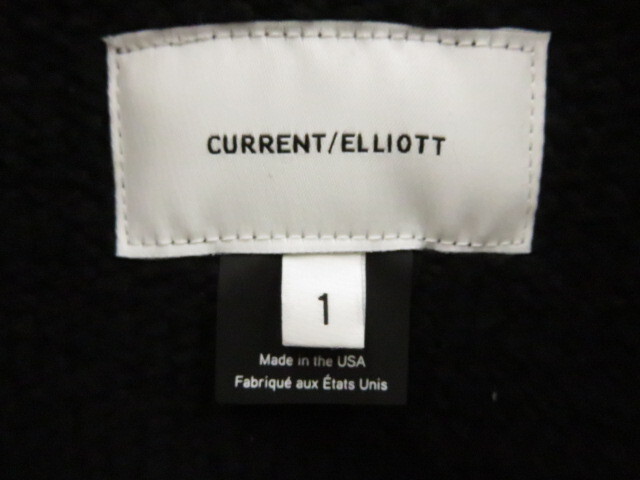 CURRENT/ELLIOTT
1
Made in the USA
Fabriqué aux États Unis